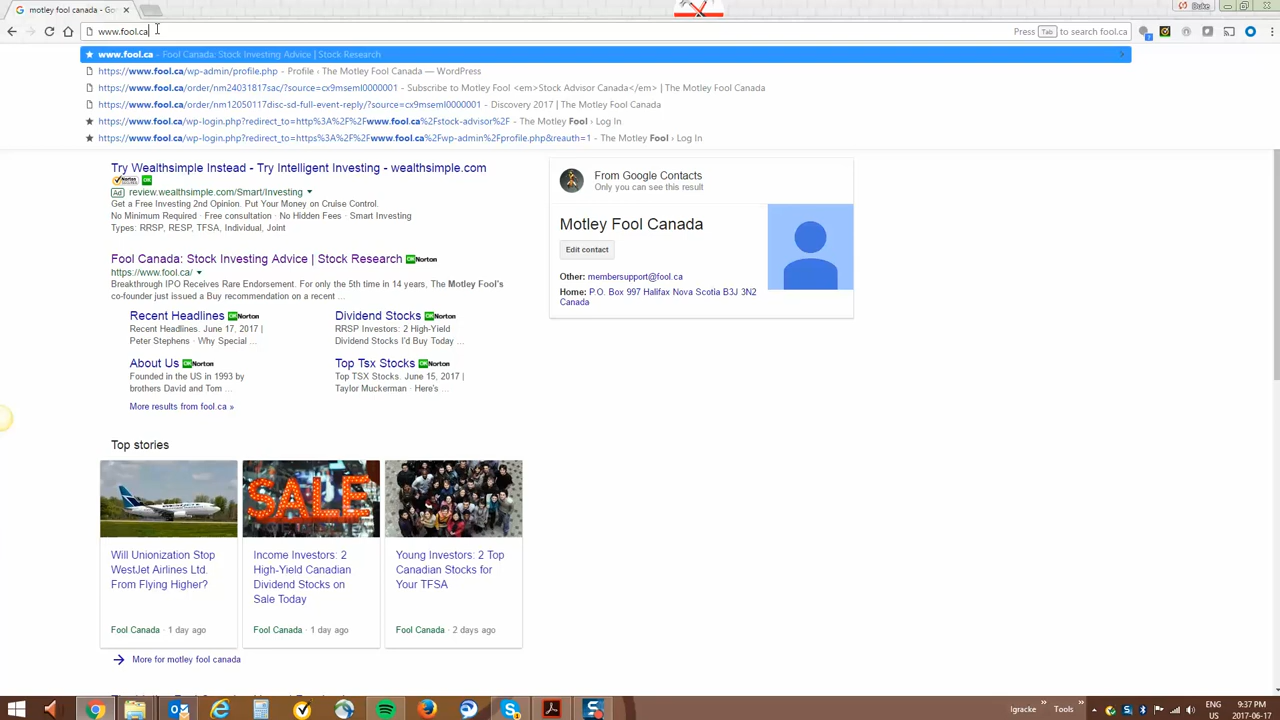 motley fool canada - Go
www.fool.ca
Press Tab to search fool.ca
www.fool.ca - Fool Canada: Stock Investing Advice | Stock Research
https://www.fool.ca/wp-admin/profile.php - Profile ‹ The Motley Fool Canada — WordPress
https://www.fool.ca/order/nm24031817sac/?source=cx9mseml0000001 - Subscribe to Motley Fool <em>Stock Advisor Canada</em> | The Motley Fool Canada
https://www.fool.ca/order/nm12050117disc-sd-full-event-reply/?source=cx9mseml0000001 - Discovery 2017 | The Motley Fool Canada
https://www.fool.ca/wp-login.php?redirect_to=http%3A%2F%2Fwww.fool.ca%2Fstock-advisor%2F - The Motley Fool › Log In
https://www.fool.ca/wp-login.php?redirect_to=https%3A%2F%2Fwww.fool.ca%2Fwp-admin%2Fprofile.php&reauth=1 - The Motley Fool › Log In
Try Wealthsimple Instead - Try Intelligent Investing - wealthsimple.com
Norton OK
Ad review.wealthsimple.com/Smart/Investing
Get a Free Investing 2nd Opinion. Put Your Money on Cruise Control.
No Minimum Required · Free consultation · No Hidden Fees · Smart Investing
Types: RRSP, RESP, TFSA, Individual, Joint
Fool Canada: Stock Investing Advice | Stock Research OK Norton
https://www.fool.ca/
Breakthrough IPO Receives Rare Endorsement. For only the 5th time in 14 years, The Motley Fool's
co-founder just issued a Buy recommendation on a recent ...
Recent Headlines OK Norton
Recent Headlines. June 17, 2017 |
Peter Stephens · Why Special ...
Dividend Stocks OK Norton
RRSP Investors: 2 High-Yield
Dividend Stocks I'd Buy Today ...
About Us OK Norton
Founded in the US in 1993 by
brothers David and Tom ...
Top Tsx Stocks OK Norton
Top TSX Stocks. June 15, 2017 |
Taylor Muckerman · Here's ...
More results from fool.ca »
From Google Contacts
Only you can see this result
Motley Fool Canada
Edit contact
Other: membersupport@fool.ca
Home: P.O. Box 997 Halifax Nova Scotia B3J 3N2
Canada
Top stories
SALE
Will Unionization Stop
WestJet Airlines Ltd.
From Flying Higher?
Fool Canada · 1 day ago
Income Investors: 2
High-Yield Canadian
Dividend Stocks on
Sale Today
Fool Canada · 1 day ago
Young Investors: 2 Top
Canadian Stocks for
Your TFSA
Fool Canada · 2 days ago
More for motley fool canada
lgracke
Tools
ENG
9:37 PM
2017-06-17